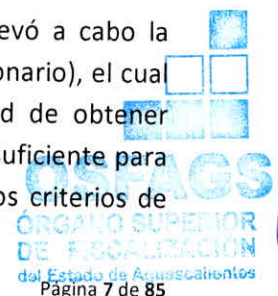 evó a cabo la
onario), el cual
d de obtener
uficiente para
os criterios de
OSFAGS
ÓRGANO SUPERIOR
DE FISCALIZACIÓN
del Estado de Aguascalientes
Página 7 de 85